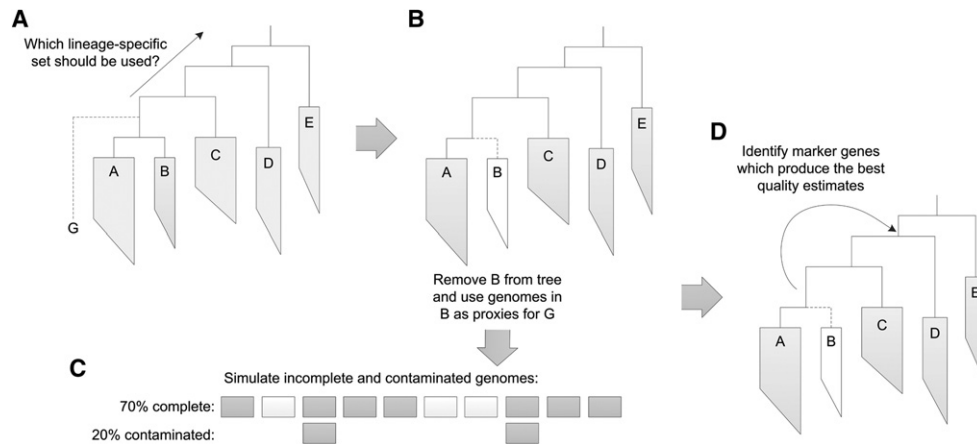 A
Which lineage-specific
set should be used?
A
B
C
D
E
G
B
A
B
C
D
E
Remove B from tree
and use genomes in
B as proxies for G
C
Simulate incomplete and contaminated genomes:
70% complete:
20% contaminated:
D
Identify marker genes
which produce the best
quality estimates
A
B
C
D
E